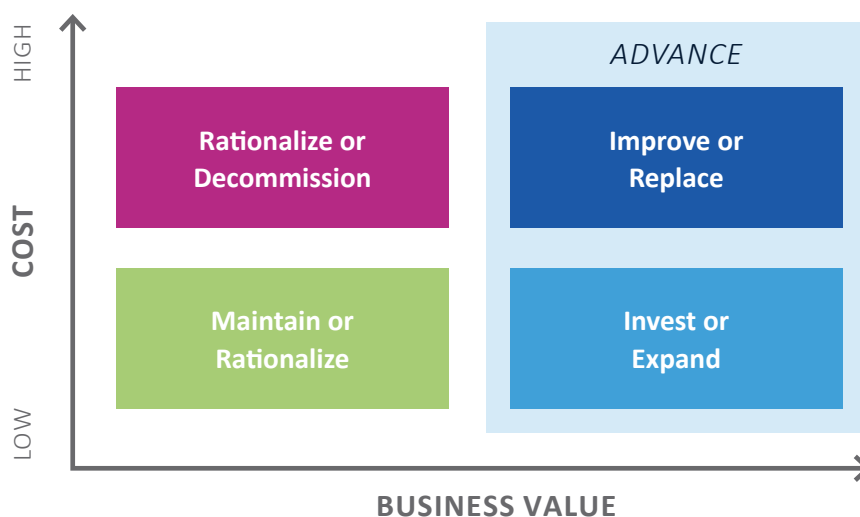 HIGH
ADVANCE
Rationalize or
Decommission
Improve or
Replace
COST
Maintain or
Rationalize
Invest or
Expand
LOW
BUSINESS VALUE